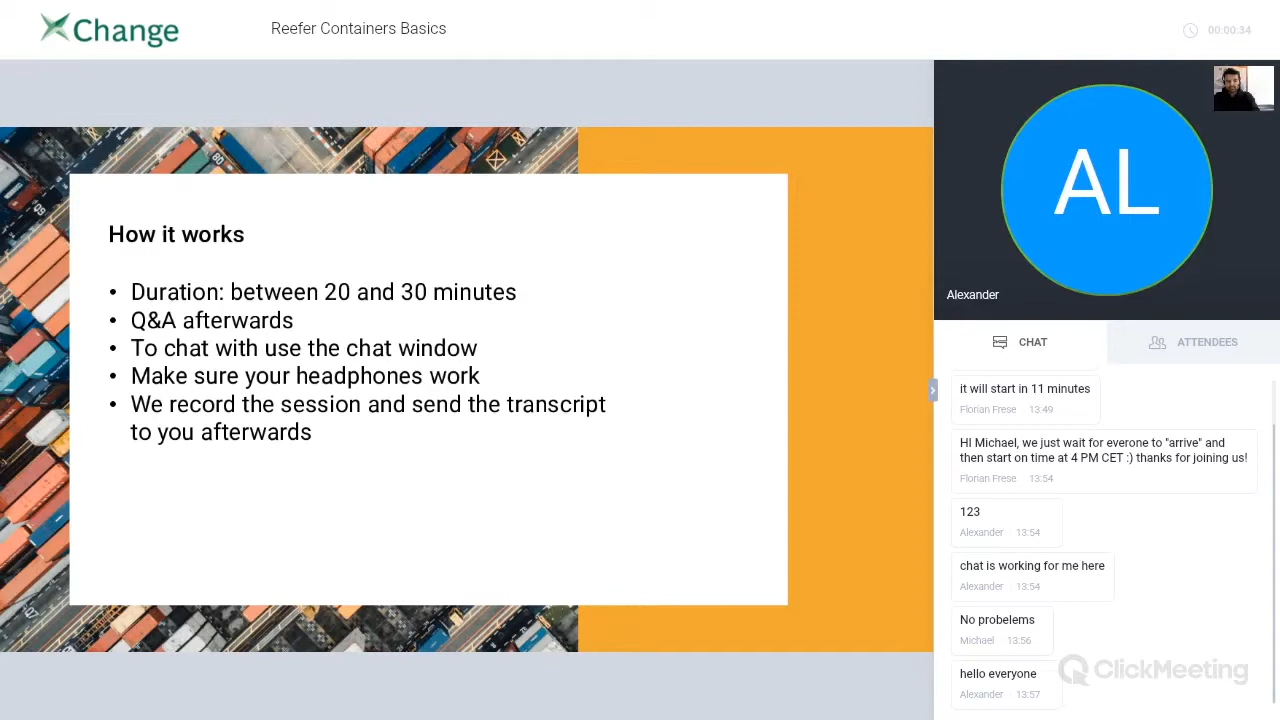 xChange
Reefer Containers Basics
00:00:34
How it works
• Duration: between 20 and 30 minutes
• Q&A afterwards
• To chat with use the chat window
• Make sure your headphones work
• We record the session and send the transcript
to you afterwards
AL
Alexander
CHAT
ATTENDEES
it will start in 11 minutes
Florian Frese 13:49
HI Michael, we just wait for everone to "arrive" and
then start on time at 4 PM CET :) thanks for joining us!
Florian Frese 13:54
123
Alexander 13:54
chat is working for me here
Alexander 13:54
No probelems
Michael 13:56
hello everyone
Alexander 13:57
ClickMeeting
80
09
07